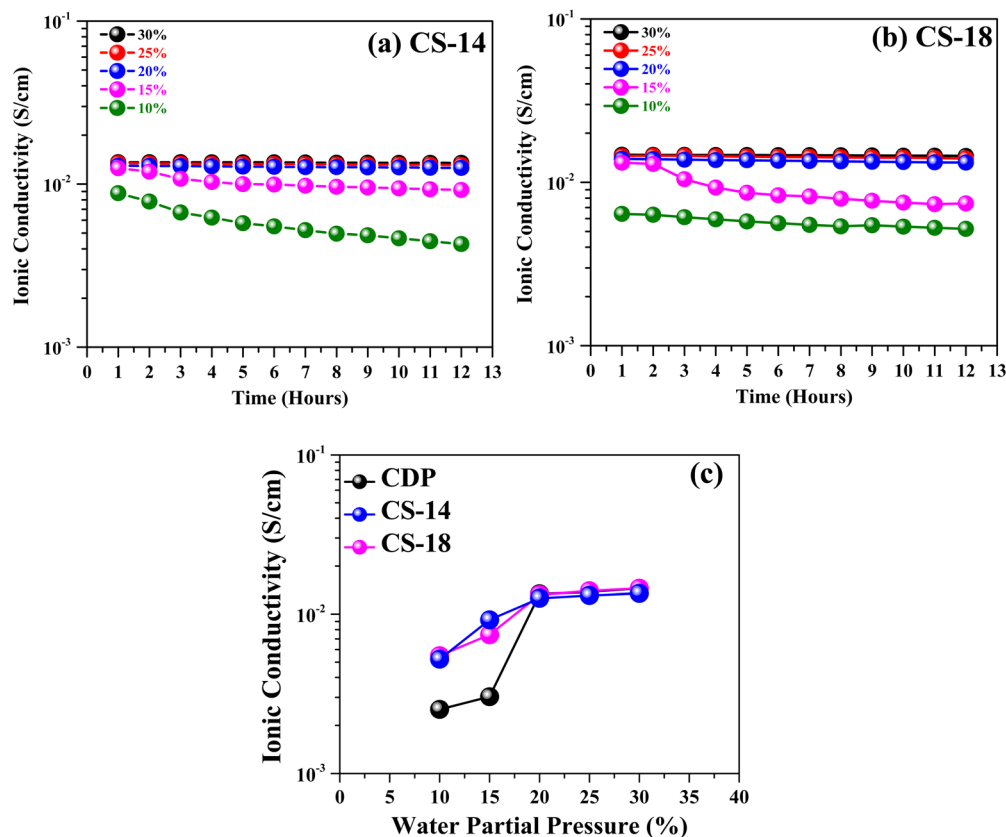 (a) CS-14
30%
25%
20%
15%
10%
Ionic Conductivity (S/cm)
10⁻¹
10⁻²
10⁻³
0 1 2 3 4 5 6 7 8 9 10 11 12 13
Time (Hours)
(b) CS-18
30%
25%
20%
15%
10%
Ionic Conductivity (S/cm)
10⁻¹
10⁻²
10⁻³
0 1 2 3 4 5 6 7 8 9 10 11 12 13
Time (Hours)
(c)
CDP
CS-14
CS-18
Ionic Conductivity (S/cm)
10⁻¹
10⁻²
10⁻³
0 5 10 15 20 25 30 35 40
Water Partial Pressure (%)